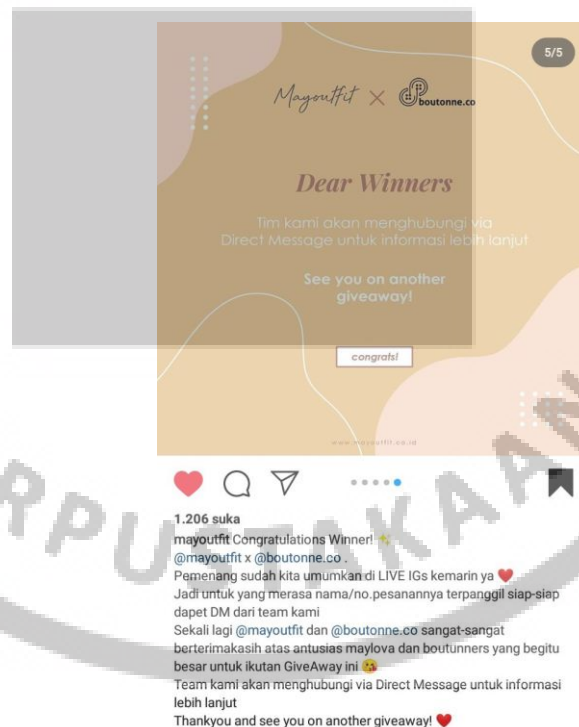 5/5
Mayoutfit × boutonne.co
Dear Winners
Tim kami akan menghubungi via
Direct Message untuk informasi lebih lanjut
See you on another
giveaway!
congrats!
www.mayoutfit.co.id
RPUSTAKAAN
1.206 suka
mayoutfit Congratulations Winner! ✨
@mayoutfit x @boutonne.co .
Pemenang sudah kita umumkan di LIVE IGs kemarin ya ❤️
Jadi untuk yang merasa nama/no.pesanannya terpanggil siap-siap
dapet DM dari team kami
Sekali lagi @mayoutfit dan @boutonne.co sangat-sangat
berterimakasih atas antusias maylova dan boutunners yang begitu
besar untuk ikutan GiveAway ini 😘
Team kami akan menghubungi via Direct Message untuk informasi
lebih lanjut
Thankyou and see you on another giveaway! ❤️